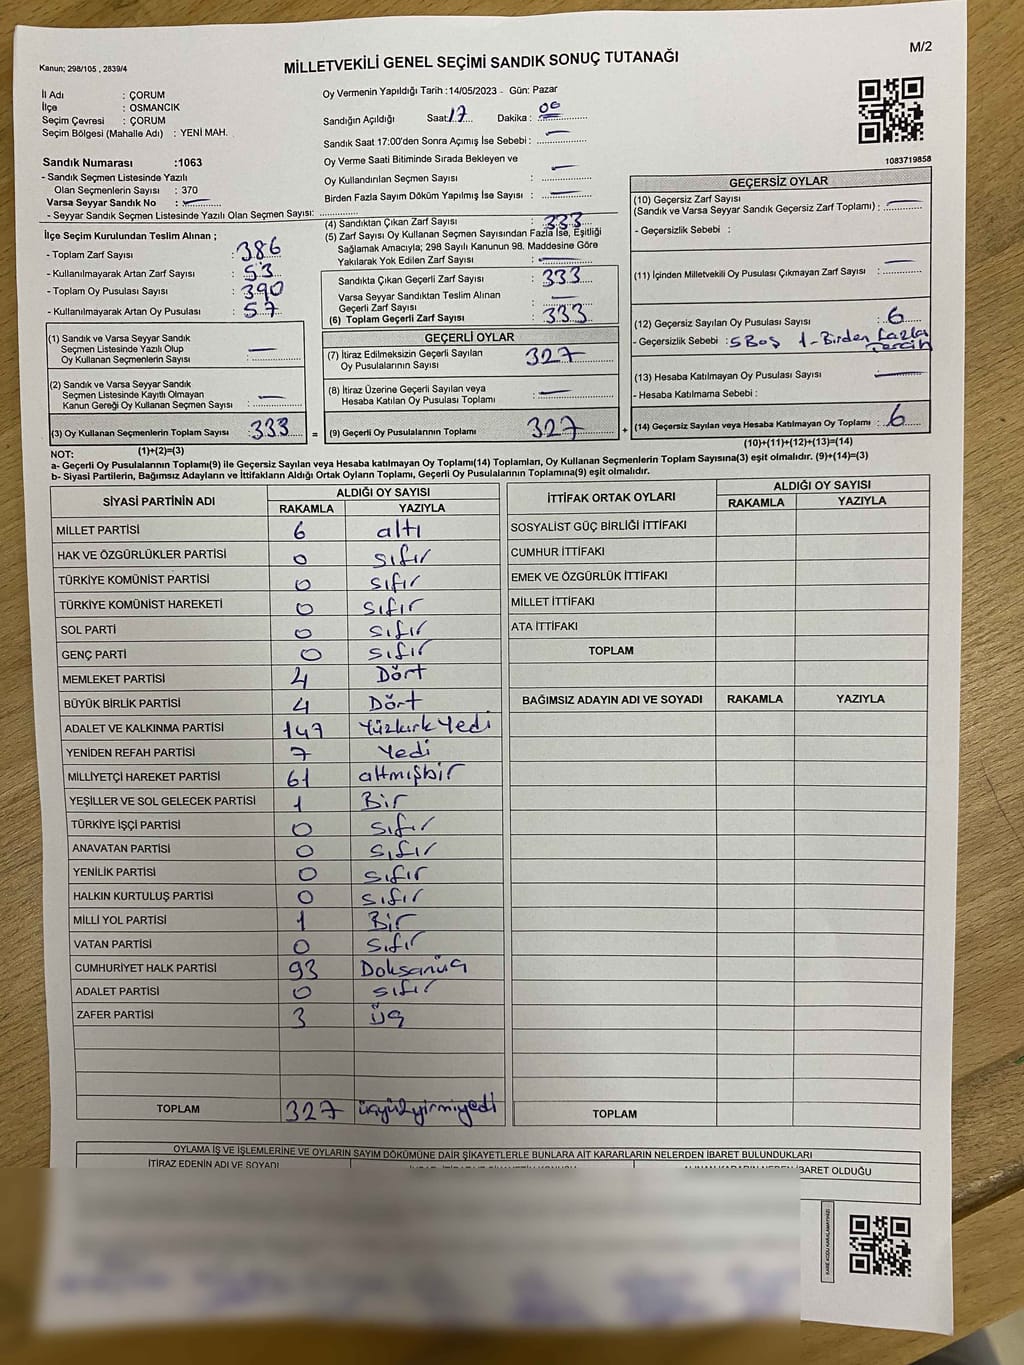 M/2
Kanun; 298/105 , 2839/4
MİLLETVEKİLİ GENEL SEÇİMİ SANDIK SONUÇ TUTANAĞI
İl Adı : ÇORUM
İlçe : OSMANCIK
Seçim Çevresi : ÇORUM
Seçim Bölgesi (Mahalle Adı) : YENİ MAH.
Sandık Numarası :1063
- Sandık Seçmen Listesinde Yazılı
Olan Seçmenlerin Sayısı : 370
Varsa Seyyar Sandık No : —
- Seyyar Sandık Seçmen Listesinde Yazılı Olan Seçmen Sayısı:
İlçe Seçim Kurulundan Teslim Alınan ;
- Toplam Zarf Sayısı : 386
- Kullanılmayarak Artan Zarf Sayısı : 53
- Toplam Oy Pusulası Sayısı : 390
- Kullanılmayarak Artan Oy Pusulası : 57
Oy Vermenin Yapıldığı Tarih :14/05/2023 - Gün: Pazar
Sandığın Açıldığı Saat: 17 Dakika : 00
Sandık Saat 17:00'den Sonra Açımış İse Sebebi : —
Oy Verme Saati Bitiminde Sırada Bekleyen ve
Oy Kullandırılan Seçmen Sayısı : —
Birden Fazla Sayım Döküm Yapılmış İse Sayısı : —
(4) Sandıktan Çıkan Zarf Sayısı : 333
(5) Zarf Sayısı Oy Kullanan Seçmen Sayısından Fazla İse, Eşitliği
Sağlamak Amacıyla; 298 Sayılı Kanunun 98. Maddesine Göre
Yakılarak Yok Edilen Zarf Sayısı : —
Sandıkta Çıkan Geçerli Zarf Sayısı : 333
Varsa Seyyar Sandıktan Teslim Alınan
Geçerli Zarf Sayısı : —
(6) Toplam Geçerli Zarf Sayısı : 333
1083719858
GEÇERSİZ OYLAR
(10) Geçersiz Zarf Sayısı
(Sandık ve Varsa Seyyar Sandık Geçersiz Zarf Toplamı) : —
- Geçersizlik Sebebi :
(11) İçinden Milletvekili Oy Pusulası Çıkmayan Zarf Sayısı : —
(12) Geçersiz Sayılan Oy Pusulası Sayısı : 6
- Geçersizlik Sebebi : 5 Boş 1-Birden fazla
Tercih
(13) Hesaba Katılmayan Oy Pusulası Sayısı : —
- Hesaba Katılmama Sebebi :
(14) Geçersiz Sayılan veya Hesaba Katılmayan Oy Toplamı : 6
(10)+(11)+(12)+(13)=(14)
(1) Sandık ve Varsa Seyyar Sandık
Seçmen Listesinde Yazılı Olup
Oy Kullanan Seçmenlerin Sayısı : —
(2) Sandık ve Varsa Seyyar Sandık
Seçmen Listesinde Kayıtlı Olmayan
Kanun Gereği Oy Kullanan Seçmen Sayısı : —
(3) Oy Kullanan Seçmenlerin Toplam Sayısı : 333 =
(1)+(2)=(3)
GEÇERLİ OYLAR
(7) İtiraz Edilmeksizin Geçerli Sayılan
Oy Pusulalarının Sayısı : 327
(8) İtiraz Üzerine Geçerli Sayılan veya
Hesaba Katılan Oy Pusulası Toplamı : —
(9) Geçerli Oy Pusulalarının Toplamı : 327 +
NOT:
a- Geçerli Oy Pusulalarının Toplamı(9) ile Geçersiz Sayılan veya Hesaba katılmayan Oy Toplamı(14) Toplamları, Oy Kullanan Seçmenlerin Toplam Sayısına(3) eşit olmalıdır. (9)+(14)=(3)
b- Siyasi Partilerin, Bağımsız Adayların ve İttifakların Aldığı Ortak Oyların Toplamı, Geçerli Oy Pusulalarının Toplamına(9) eşit olmalıdır.
SİYASİ PARTİNİN ADI ALDIĞI OY SAYISI
RAKAMLA YAZIYLA
MİLLET PARTİSİ 6 altı
HAK VE ÖZGÜRLÜKLER PARTİSİ 0 sıfır
TÜRKİYE KOMÜNİST PARTİSİ 0 sıfır
TÜRKİYE KOMÜNİST HAREKETİ 0 sıfır
SOL PARTİ 0 sıfır
GENÇ PARTİ 0 sıfır
MEMLEKET PARTİSİ 4 Dört
BÜYÜK BİRLİK PARTİSİ 4 Dört
ADALET VE KALKINMA PARTİSİ 147 YüzkırkYedi
YENİDEN REFAH PARTİSİ 7 Yedi
MİLLİYETÇİ HAREKET PARTİSİ 61 altmışbir
YEŞİLLER VE SOL GELECEK PARTİSİ 1 Bir
TÜRKİYE İŞÇİ PARTİSİ 0 sıfır
ANAVATAN PARTİSİ 0 sıfır
YENİLİK PARTİSİ 0 sıfır
HALKIN KURTULUŞ PARTİSİ 0 sıfır
MİLLİ YOL PARTİSİ 1 Bir
VATAN PARTİSİ 0 sıfır
CUMHURİYET HALK PARTİSİ 93 Doksanüç
ADALET PARTİSİ 0 sıfır
ZAFER PARTİSİ 3 üç
TOPLAM 327 üçyüzyirmiyedi
İTTİFAK ORTAK OYLARI ALDIĞI OY SAYISI
RAKAMLA YAZIYLA
SOSYALİST GÜÇ BİRLİĞİ İTTİFAKI
CUMHUR İTTİFAKI
EMEK VE ÖZGÜRLÜK İTTİFAKI
MİLLET İTTİFAKI
ATA İTTİFAKI
TOPLAM
BAĞIMSIZ ADAYIN ADI VE SOYADI RAKAMLA YAZIYLA
TOPLAM
OYLAMA İŞ VE İŞLEMLERİNE VE OYLARIN SAYIM DÖKÜMÜNE DAİR ŞİKAYETLERLE BUNLARA AİT KARARLARIN NELERDEN İBARET BULUNDUKLARI
İTİRAZ EDENİN ADI VE SOYADI
İBARET OLDUĞU